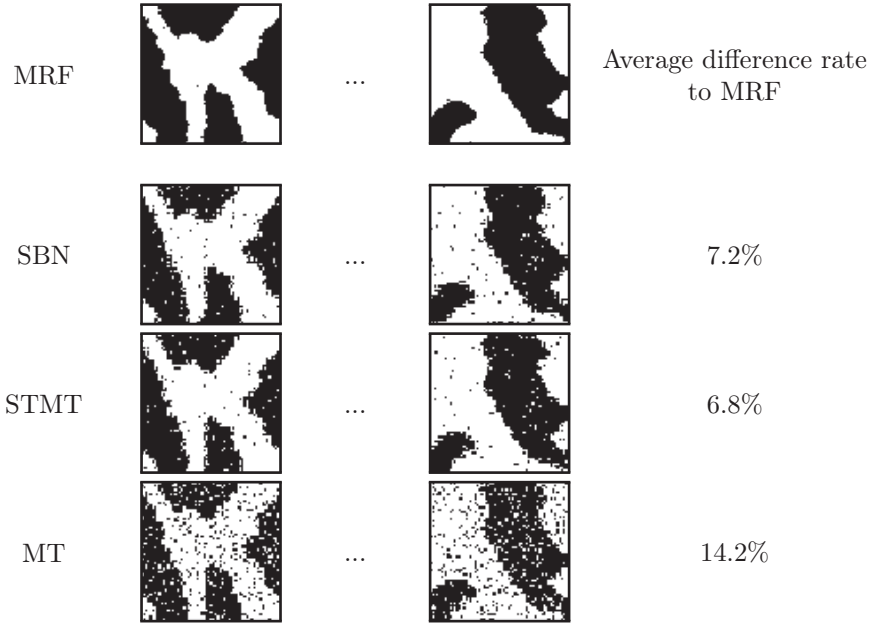 MRF ... Average difference rate
to MRF
SBN ... 7.2%
STMT ... 6.8%
MT ... 14.2%